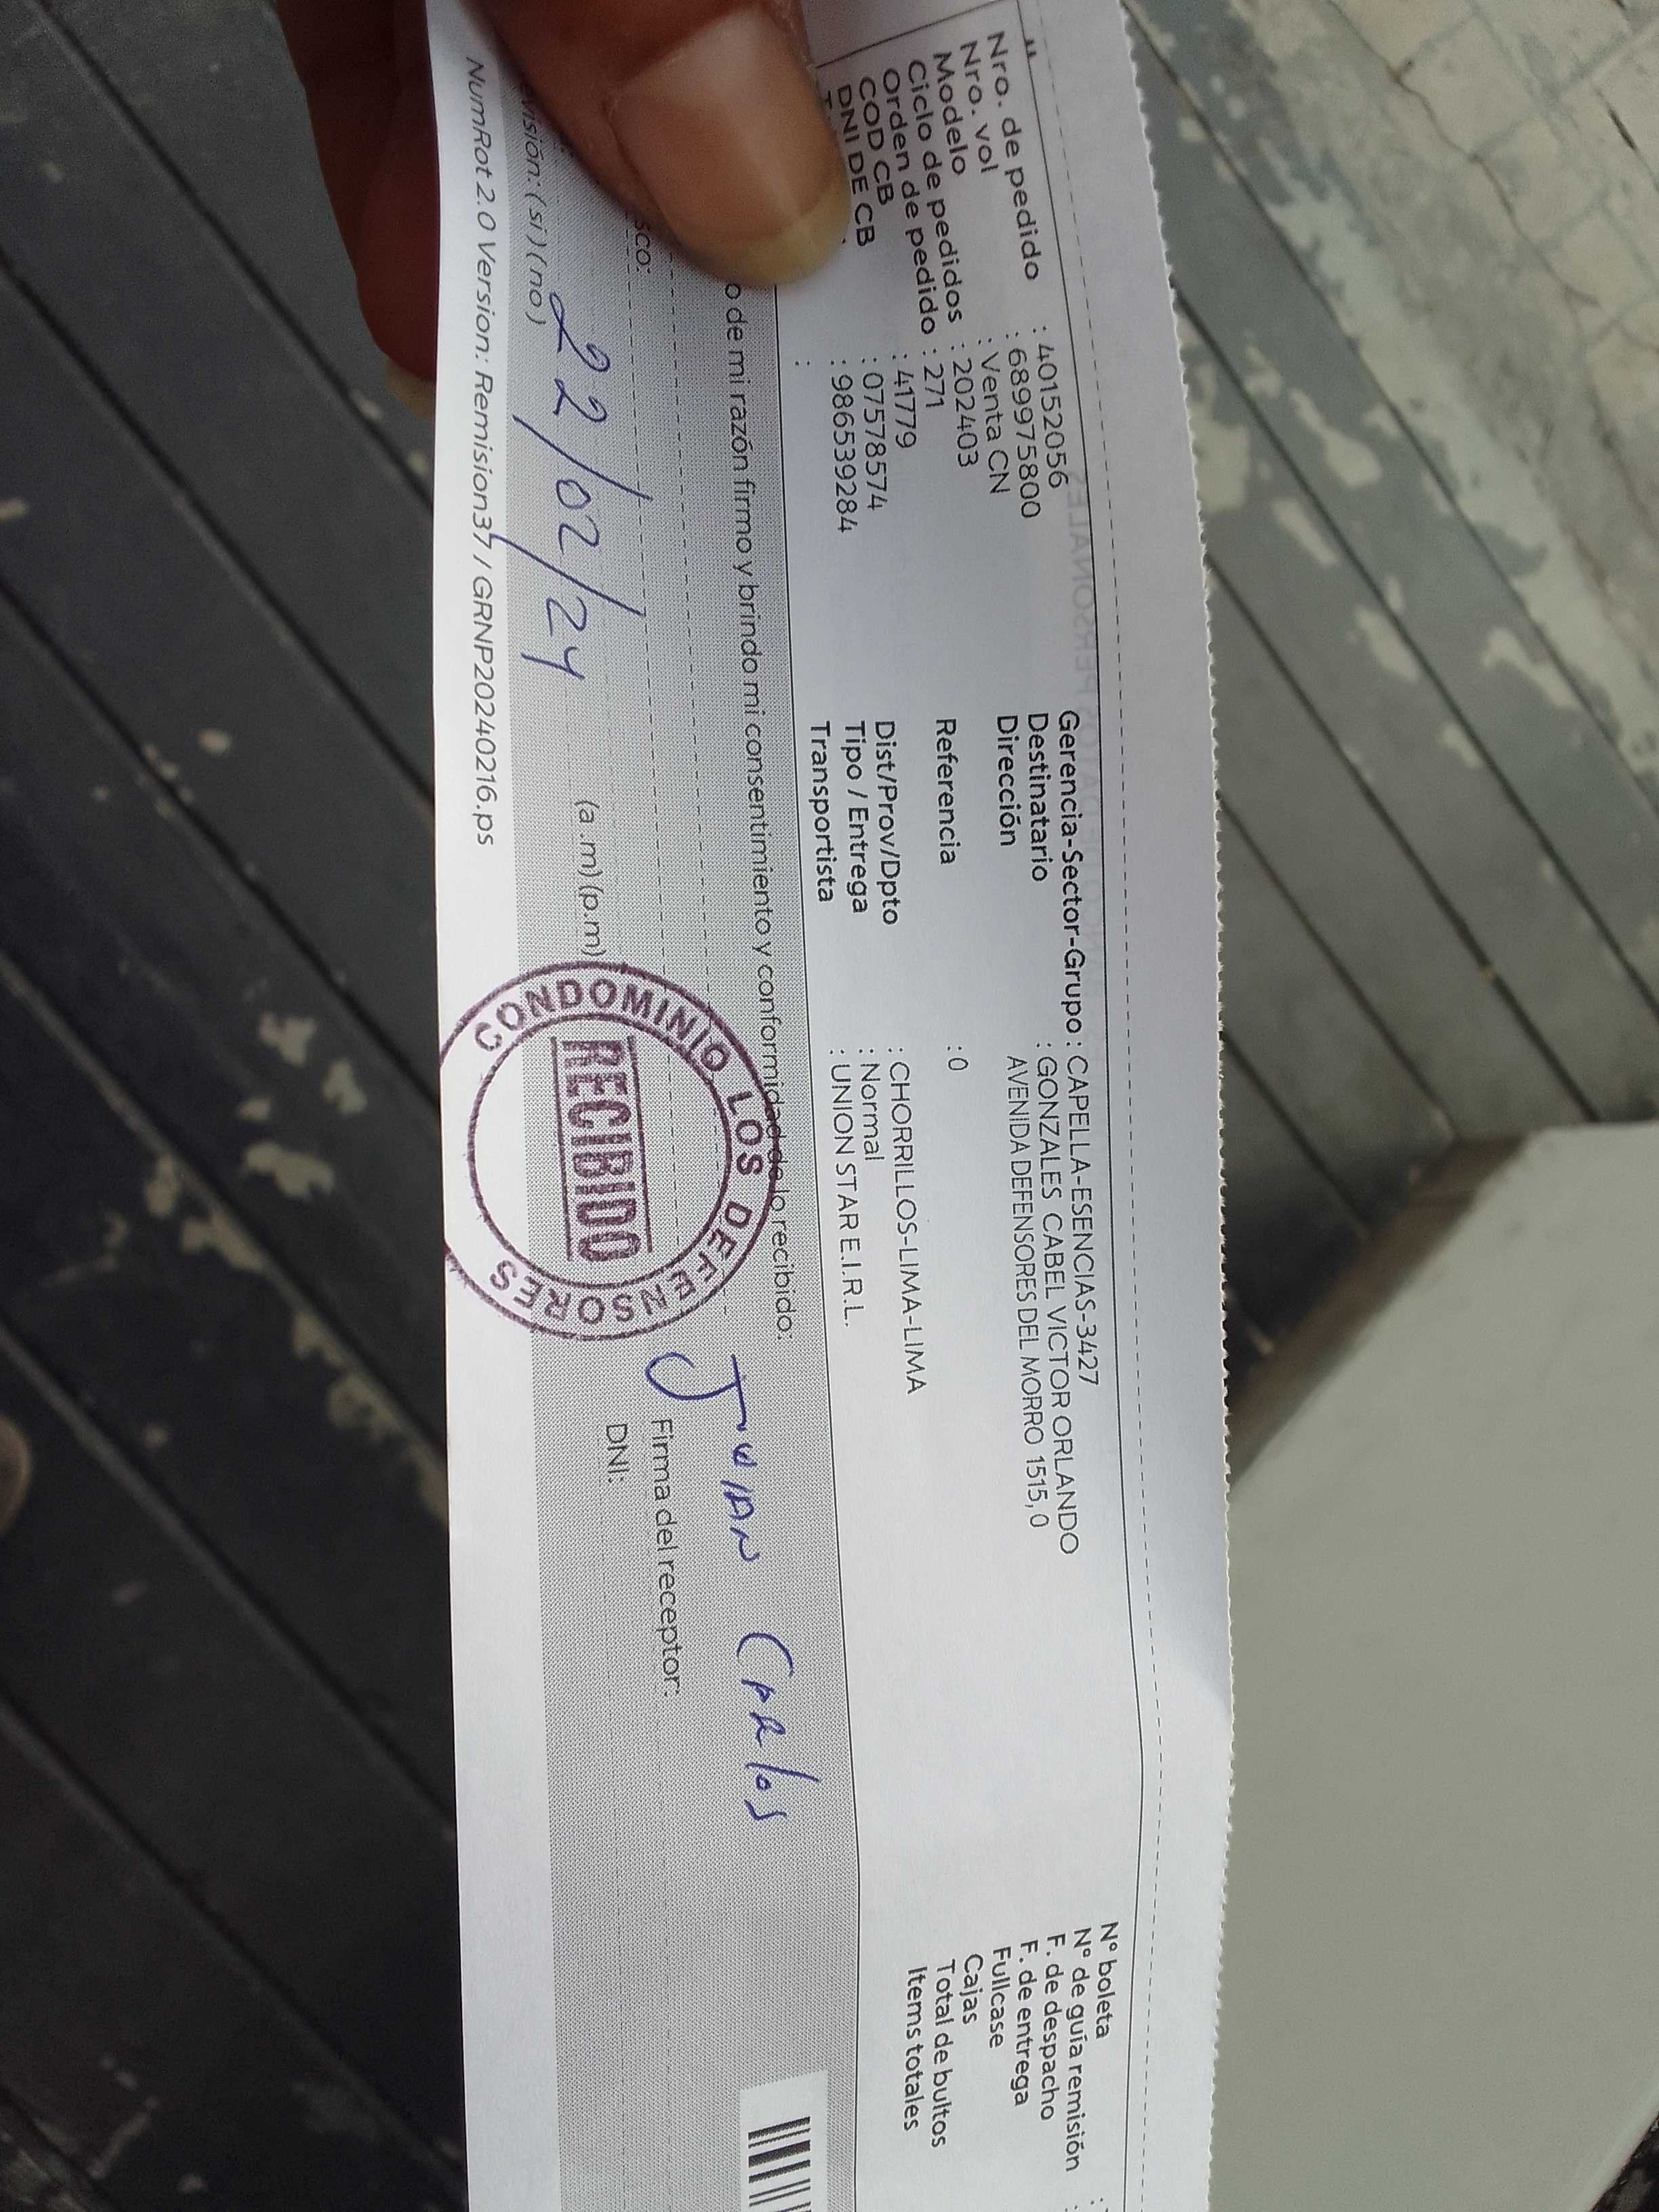 Nro. de pedido : 40152056
Nro. vol : 6899975800
Modelo : Venta CN
Ciclo de pedidos : 202403
Orden de pedido : 271
COD CB : 41779
DNI DE CB : 07578574
: 986539284
:
Gerencia-Sector-Grupo : CAPELLA-ESENCIAS-3427
Destinatario : GONZALES CABEL VICTOR ORLANDO
Dirección AVENIDA DEFENSORES DEL MORRO 1515, 0
Referencia : 0
Dist/Prov/Dpto : CHORRILLOS-LIMA-LIMA
Tipo / Entrega : Normal
Transportista : UNION STAR E.I.R.L.
N° boleta
N° de guía remisión :
F. de despacho :
F. de entrega
Fullcase
Cajas
Total de bultos
Items totales
o de mi razón firmo y brindo mi consentimiento y conformidad de lo recibido:
sco:
visión: (si) (no)
22/02/24
(a.m) (p.m)
CONDOMINIO LOS DEFENSORES
RECIBIDO
JUAN CARLOS
Firma del receptor:
DNI:
NumRot 2.0 Version: Remision37 / GRNP20240216.ps